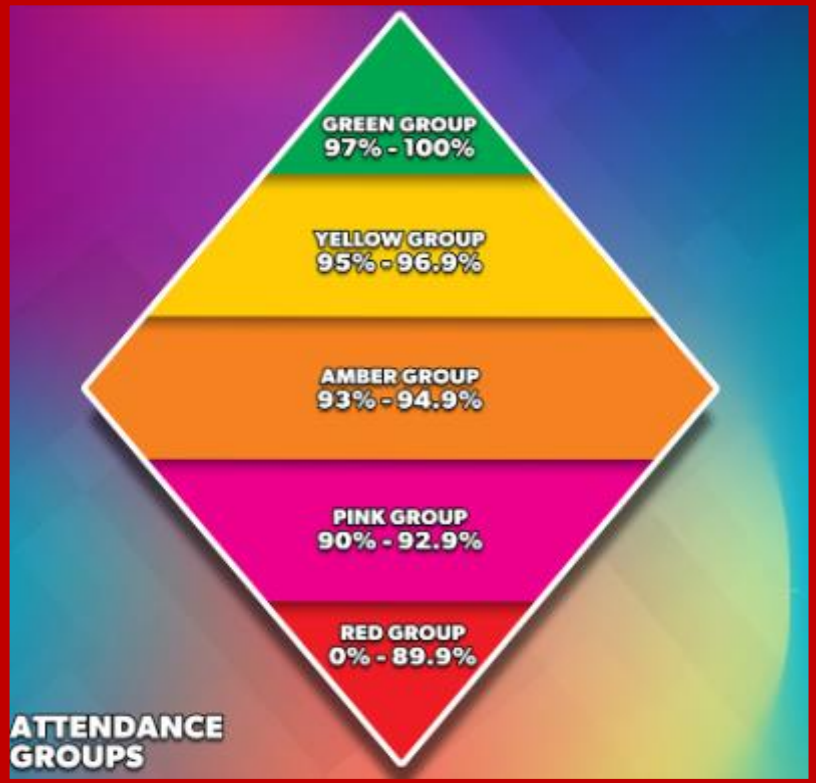 GREEN GROUP
97% - 100%
YELLOW GROUP
95% - 96.9%
AMBER GROUP
93% - 94.9%
PINK GROUP
90% - 92.9%
RED GROUP
0% - 89.9%
ATTENDANCE
GROUPS